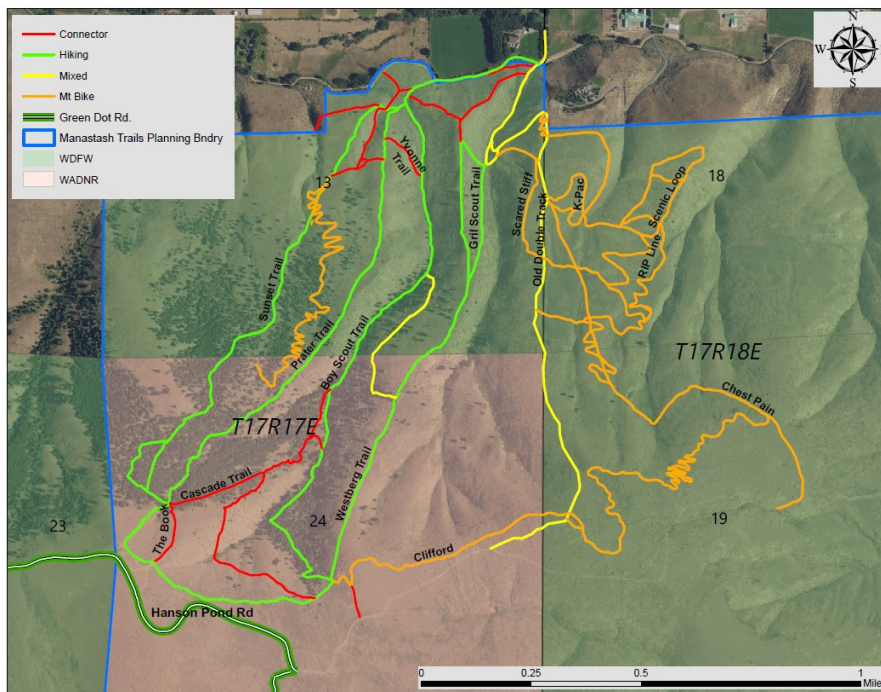 Connector
Hiking
Mixed
Mt Bike
Green Dot Rd.
Manastash Trails Planning Bndry
WDFW
WADNR
N
W
E
S
13
18
Yvonne
Trail
Gril Scout Trail
Scared Stiff
K-Pac
Scenic Loop
RIP Line
Old Double Track
Sunset Trail
Prater Trail
Boy Scout Trail
T17R18E
Chest Pain
T17R17E
Cascade Trail
Westberg Trail
The Book
23
24
19
Clifford
Hanson Pond Rd
0
0.25
0.5
1
Mile